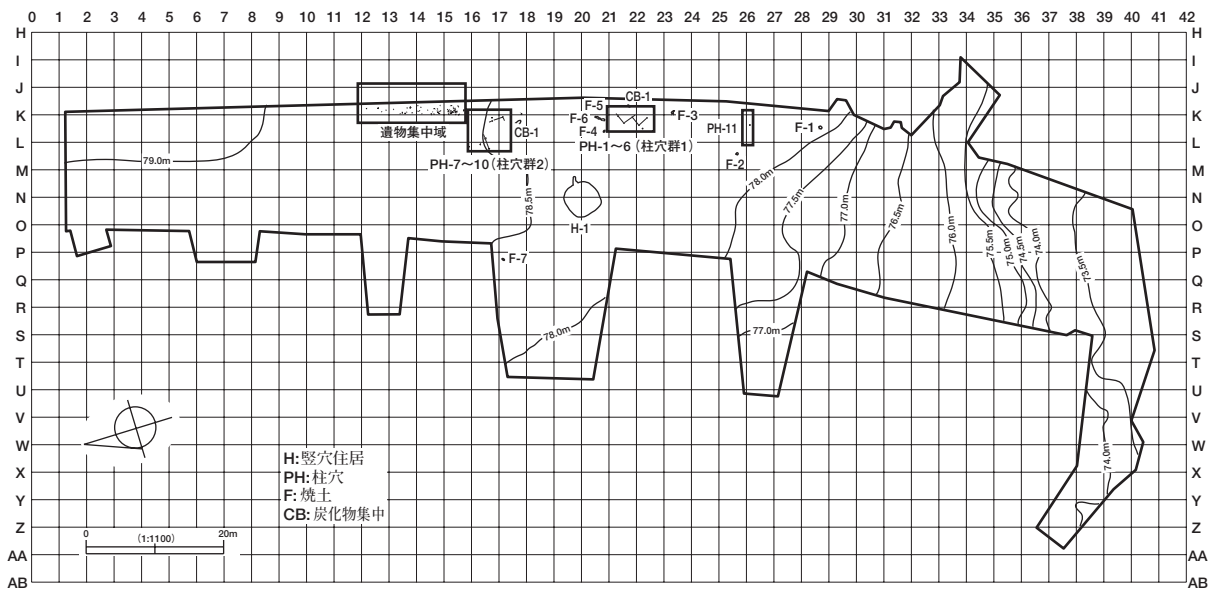 0 1 2 3 4 5 6 7 8 9 10 11 12 13 14 15 16 17 18 19 20 21 22 23 24 25 26 27 28 29 30 31 32 33 34 35 36 37 38 39 40 41 42
H H
I I
J J
K K
L L
M M
N N
O O
P P
Q Q
R R
S S
T T
U U
V V
W W
X X
Y Y
Z Z
AA AA
AB AB
遺物集中域
CB-1
PH-7～10(柱穴群2)
F-5
F-6
F-4
CB-1
F-3
PH-1～6(柱穴群1)
PH-11
F-1
F-2
H-1
F-7
79.0m
78.5m
78.0m
78.0m
77.5m
77.0m
77.0m
76.5m
76.0m
75.5m
75.0m
74.5m
74.0m
73.5m
74.0m
H:竪穴住居
PH:柱穴
F:焼土
CB:炭化物集中
0 (1:1100) 20m